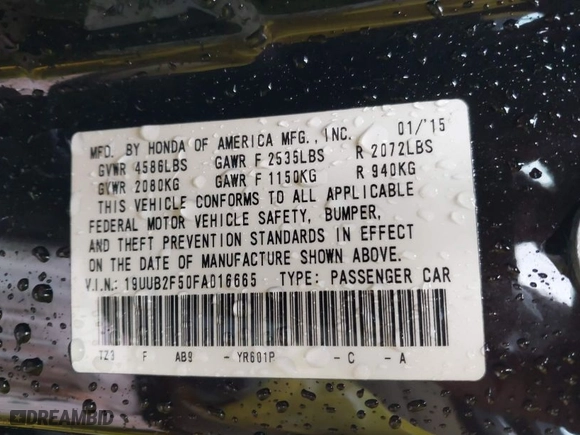 MFD. BY HONDA OF AMERICA MFG., INC. 01/'15
GVWR 4586LBS GAWR F 2535LBS R 2072LBS
GVWR 2080KG GAWR F 1150KG R 940KG
THIS VEHICLE CONFORMS TO ALL APPLICABLE
FEDERAL MOTOR VEHICLE SAFETY, BUMPER,
AND THEFT PREVENTION STANDARDS IN EFFECT
ON THE DATE OF MANUFACTURE SHOWN ABOVE.
V.I.N.: 19UUB2F50FA016665 TYPE: PASSENGER CAR
TZ3 F AB9 -YR601P -C -A
DREAMBID